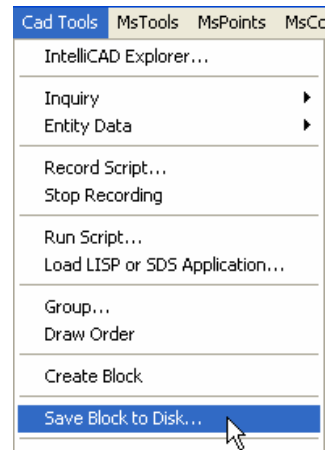 Cad Tools MsTools MsPoints MsCo
IntelliCAD Explorer...
Inquiry
Entity Data
Record Script...
Stop Recording
Run Script...
Load LISP or SDS Application...
Group...
Draw Order
Create Block
Save Block to Disk...